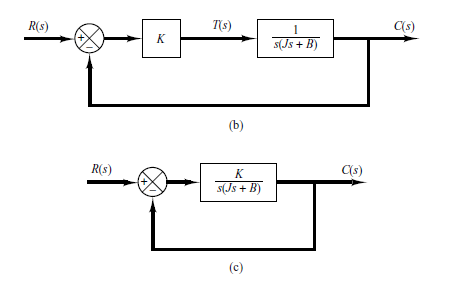 R(s) T(s) C(s)
+
−
K
1
s(Js + B)
(b)
R(s) C(s)
+
−
K
s(Js + B)
(c)